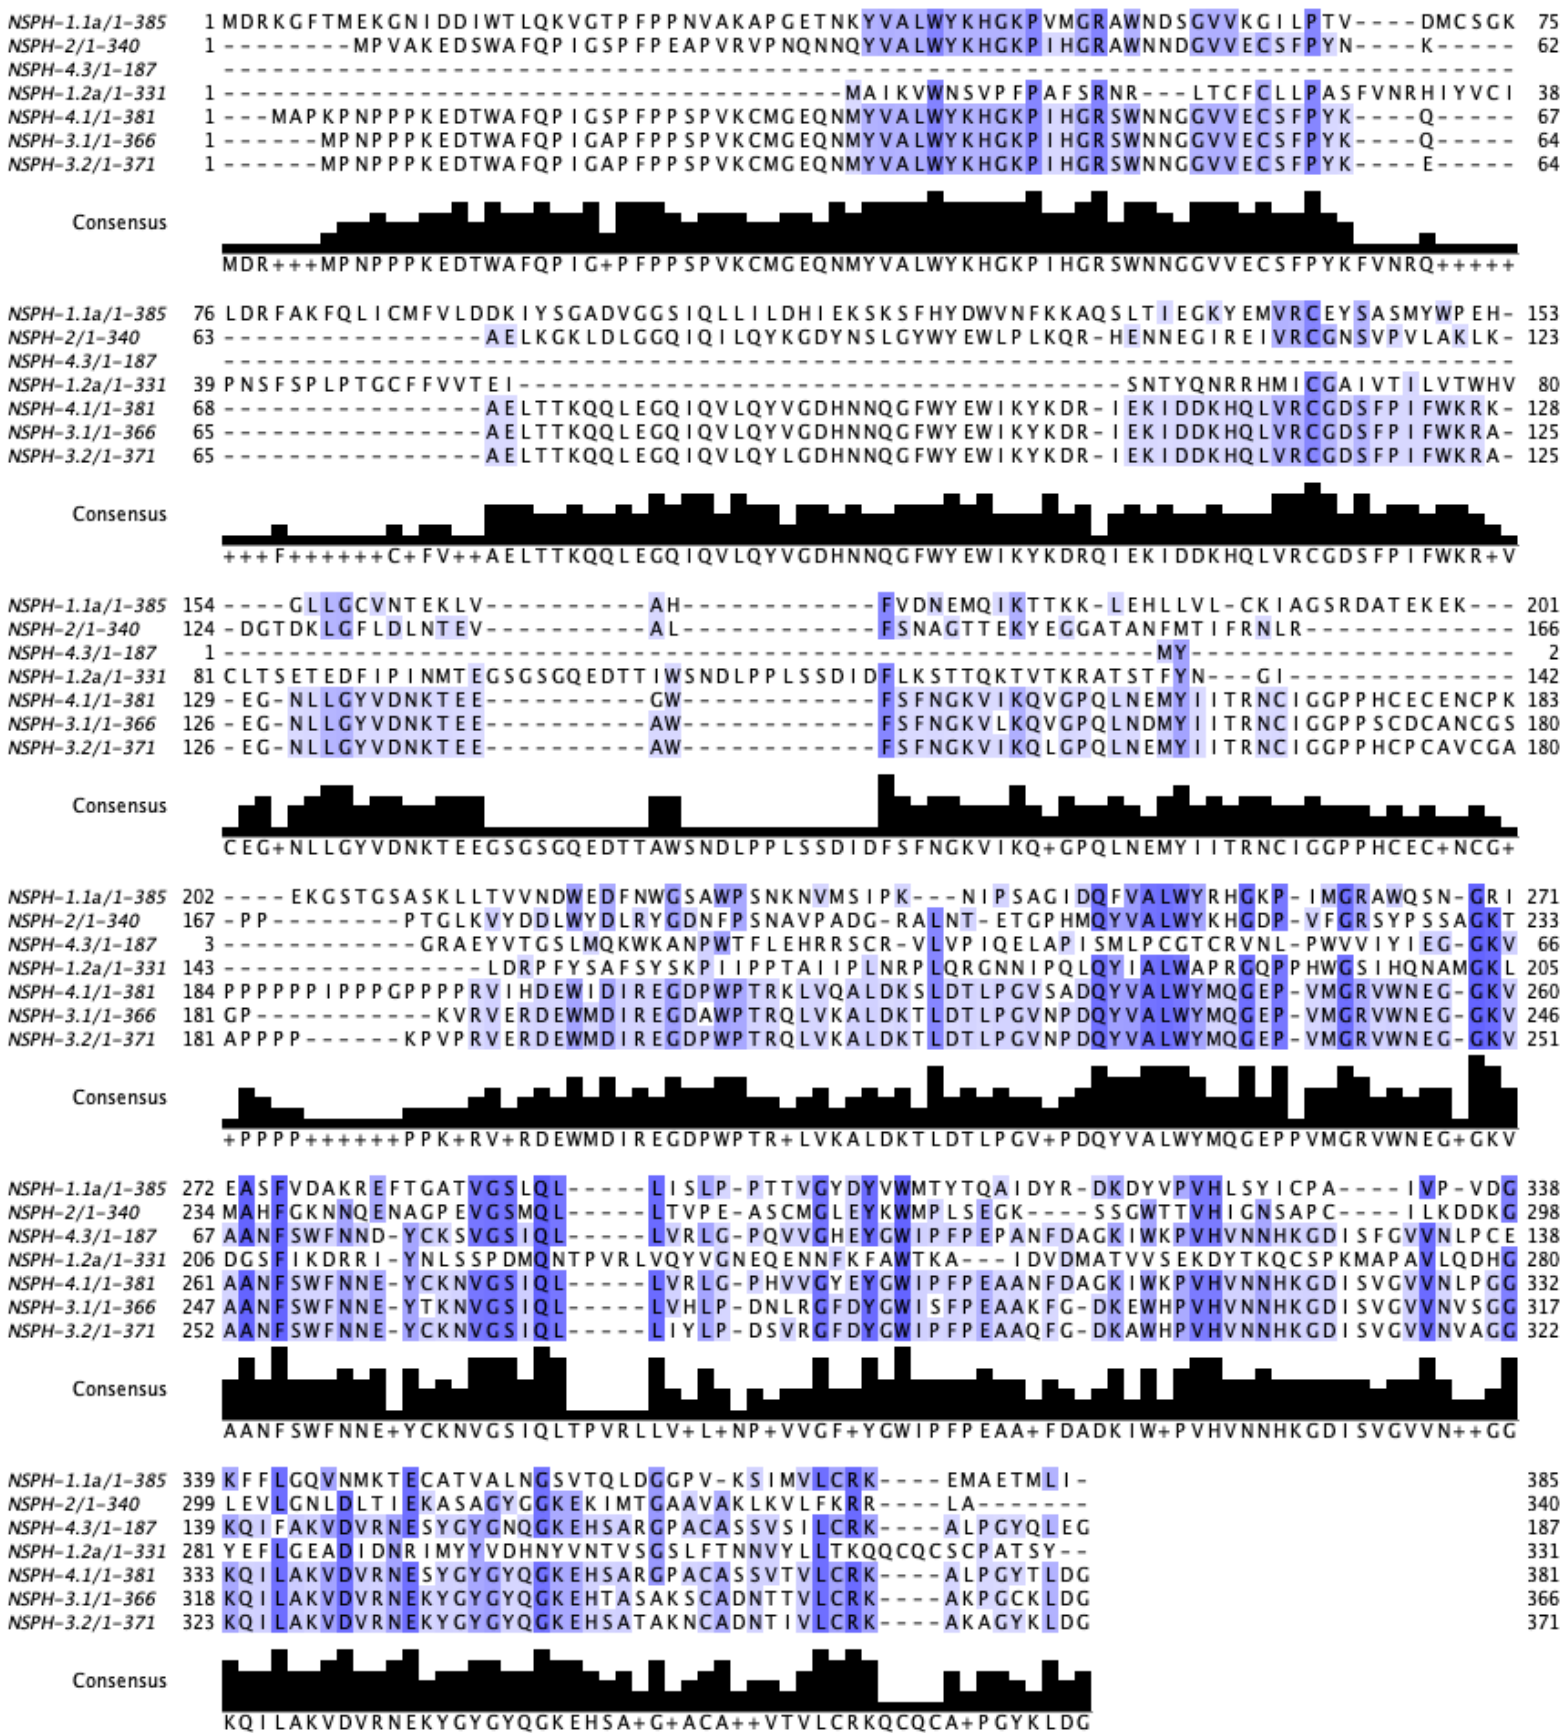 NSPH-1.1a/1-385 1 MDRKGFTMEKGNIDDIWTLQKVGTPFPPNVAKAPGETNKYVALWYKHGKPVMGRAWNDSGVVKGILPTV----DMCSGK 75
NSPH-2/1-340 1 --------MPVAKEDSWAFQPIGSPFPEAPVRVPNQNNQYVALWYKHGKPIHGRAWNNDGVVECSFPYN----K----- 62
NSPH-4.3/1-187 -------------------------------------------------------------------------------
NSPH-1.2a/1-331 1 --------------------------------------MAIKVWNSVPFPAFSRNR---LTCFCLLPASFVNRHIYVCI 38
NSPH-4.1/1-381 1 ---MAPKPNPPPKEDTWAFQPIGSPFPPSPVKCMGEQNMYVALWYKHGKPIHGRSWNNGGVVECSFPYK----Q----- 67
NSPH-3.1/1-366 1 ------MPNPPPKEDTWAFQPIGAPFPPSPVKCMGEQNMYVALWYKHGKPIHGRSWNNGGVVECSFPYK----Q----- 64
NSPH-3.2/1-371 1 ------MPNPPPKEDTWAFQPIGAPFPPSPVKCMGEQNMYVALWYKHGKPIHGRSWNNGGVVECSFPYK----E----- 64
Consensus
MDR+++MPNPPPKEDTWAFQPIG+PFPPSPVKCMGEQNMYVALWYKHGKPIHGRSWNNGGVVECSFPYKFVNRQ+++++
NSPH-1.1a/1-385 76 LDRFAKFQLICMFVLDDKIYSGADVGGSIQLLILDHIEKSKSFHYDWVNFKKAQSLTIEGKYEMVRCEYSASMYWPEH- 153
NSPH-2/1-340 63 ----------------AELKGKLDLGGQIQILQYKGDYNSLGYWYEWLPLKQR-HENNEGIREIVRCGNSVPVLAKLK- 123
NSPH-4.3/1-187 -------------------------------------------------------------------------------
NSPH-1.2a/1-331 39 PNSFSPLPTGCFFVVTEI-------------------------------------SNTYQNRRHMICGAIVTILVTWHV 80
NSPH-4.1/1-381 68 ----------------AELTTKQQLEGQIQVLQYVGDHNNQGFWYEWIKYKDR-IEKIDDKHQLVRCGDSFPIFWKRK- 128
NSPH-3.1/1-366 65 ----------------AELTTKQQLEGQIQVLQYVGDHNNQGFWYEWIKYKDR-IEKIDDKHQLVRCGDSFPIFWKRA- 125
NSPH-3.2/1-371 65 ----------------AELTTKQQLEGQIQVLQYLGDHNNQGFWYEWIKYKDR-IEKIDDKHQLVRCGDSFPIFWKRA- 125
Consensus
+++F++++++C+FV++AELTTKQQLEGQIQVLQYVGDHNNQGFWYEWIKYKDRQIEKIDDKHQLVRCGDSFPIFWKR+V
NSPH-1.1a/1-385 154 ----GLLGCVNTEKLV----------AH------------FVDNEMQIKTTKK-LEHLLVL-CKIAGSRDATEKEK--- 201
NSPH-2/1-340 124 -DGTDKLGFLDLNTEV----------AL------------FSNAGTTEKYEGGATANFMTIFRNLR------------- 166
NSPH-4.3/1-187 1 ---------------------------------------------------------MY-------------------- 2
NSPH-1.2a/1-331 81 CLTSETEDFIPINMTEGSGSGQEDTTIWSNDLPPLSSDIDFLKSTTQKTVTKRATSTFYN---GI-------------- 142
NSPH-4.1/1-381 129 -EG-NLLGYVDNKTEE----------GW------------FSFNGKVIKQVGPQLNEMYIITRNCIGGPPHCECENCPK 183
NSPH-3.1/1-366 126 -EG-NLLGYVDNKTEE----------AW------------FSFNGKVLKQVGPQLNDMYIITRNCIGGPPSCDCANCGS 180
NSPH-3.2/1-371 126 -EG-NLLGYVDNKTEE----------AW------------FSFNGKVIKQLGPQLNEMYIITRNCIGGPPHCPCAVCGA 180
Consensus
CEG+NLLGYVDNKTEEGSGSGQEDTTAWSNDLPPLSSDIDFSFNGKVIKQ+GPQLNEMYIITRNCIGGPPHCEC+NCG+
NSPH-1.1a/1-385 202 ----EKGSTGSASKLLTVVNDWEDFNWGSAWPSNKNVMSIPK---NIPSAGIDQFVALWYRHGKP-IMGRAWQSN-GRI 271
NSPH-2/1-340 167 -PP--------PTGLKVYDDLWYDLRYGDNFPSNAVPADG-RALNT-ETGPHMQYVALWYKHGDP-VFGRSYPSSAGKT 233
NSPH-4.3/1-187 3 ------------GRAEYVTGSLMQKWKANPWTFLEHRRSCR-VLVPIQELAPISMLPCGTCRVNL-PWVVIYIEG-GKV 66
NSPH-1.2a/1-331 143 ----------------LDRPFYSAFSYSKPIIPPTAIIPLNRPLQRGNNIPQLQYIALWAPRGQPPHWGSIHQNAMGKL 205
NSPH-4.1/1-381 184 PPPPPPIPPPGPPPPRVIHDEWIDIREGDPWPTRKLVQALDKSLDTLPGVSADQYVALWYMQGEP-VMGRVWNEG-GKV 260
NSPH-3.1/1-366 181 GP-----------KVRVERDEWMDIREGDAWPTRQLVKALDKTLDTLPGVNPDQYVALWYMQGEP-VMGRVWNEG-GKV 246
NSPH-3.2/1-371 181 APPPP------KPVPRVERDEWMDIREGDPWPTRQLVKALDKTLDTLPGVNPDQYVALWYMQGEP-VMGRVWNEG-GKV 251
Consensus
+PPPP++++++PPK+RV+RDEWMDIREGDPWPTR+LVKALDKTLDTLPGV+PDQYVALWYMQGEPPVMGRVWNEG+GKV
NSPH-1.1a/1-385 272 EASFVDAKREFTGATVGSLQL-----LISLP-PTTVGYDYVWMTYTQAIDYR-DKDYVPVHLSYICPA----IVP-VDG 338
NSPH-2/1-340 234 MAHFGKNNQENAGPEVGSMQL-----LTVPE-ASCMGLEYKWMPLSEGK----SSGWTTVHIGNSAPC----ILKDDKG 298
NSPH-4.3/1-187 67 AANFSWFNND-YCKSVGSIQL-----LVRLG-PQVVGHEYGWIPFPEPANFDAGKIWKPVHVNNHKGDISFGVVNLPCE 138
NSPH-1.2a/1-331 206 DGSFIKDRRI-YNLSSPDMQNTPVRLVQYVGNEQENNFKFAWTKA---IDVDMATVVSEKDYTKQCSPKMAPAVLQDHG 280
NSPH-4.1/1-381 261 AANFSWFNNE-YCKNVGSIQL-----LVRLG-PHVVGYEYGWIPFPEAANFDAGKIWKPVHVNNHKGDISVGVVNLPGG 332
NSPH-3.1/1-366 247 AANFSWFNNE-YTKNVGSIQL-----LVHLP-DNLRGFDYGWISFPEAAKFG-DKEWHPVHVNNHKGDISVGVVNVSGG 317
NSPH-3.2/1-371 252 AANFSWFNNE-YCKNVGSIQL-----LIYLP-DSVRGFDYGWIPFPEAAQFG-DKAWHPVHVNNHKGDISVGVVNVAGG 322
Consensus
AANFSWFNNE+YCKNVGSIQLTPVRLLV+L+NP+VVGF+YGWIPFPEAA+FDADKIW+PVHVNNHKGDISVGVVN++GG
NSPH-1.1a/1-385 339 KFFLGQVNMKTECATVALNGSVTQLDGGPV-KSIMVLCRK----EMAETMLI- 385
NSPH-2/1-340 299 LEVLGNLDLTIEKASAGYGGKEKIMTGAAVAKLKVLFKRR----LA------- 340
NSPH-4.3/1-187 139 KQIFAKVDVRNESYGYGNQGKEHSARGPACASSVSILCRK----ALPGYQLEG 187
NSPH-1.2a/1-331 281 YEFLGEADIDNRIMYYVDHNYVNTVSGSLFTNNVYLLTKQQCQCSCPATSY-- 331
NSPH-4.1/1-381 333 KQILAKVDVRNESYGYGYQGKEHSARGPACASSVTVLCRK----ALPGYTLDG 381
NSPH-3.1/1-366 318 KQILAKVDVRNEKYGYGYQGKEHTASAKSCADNTTVLCRK----AKPGCKLDG 366
NSPH-3.2/1-371 323 KQILAKVDVRNEKYGYGYQGKEHSATAKNCADNTIVLCRK----AKAGYKLDG 371
Consensus
KQILAKVDVRNEKYGYGYQGKEHSA+G+ACA++VTVLCRKQCQCA+PGYKLDG